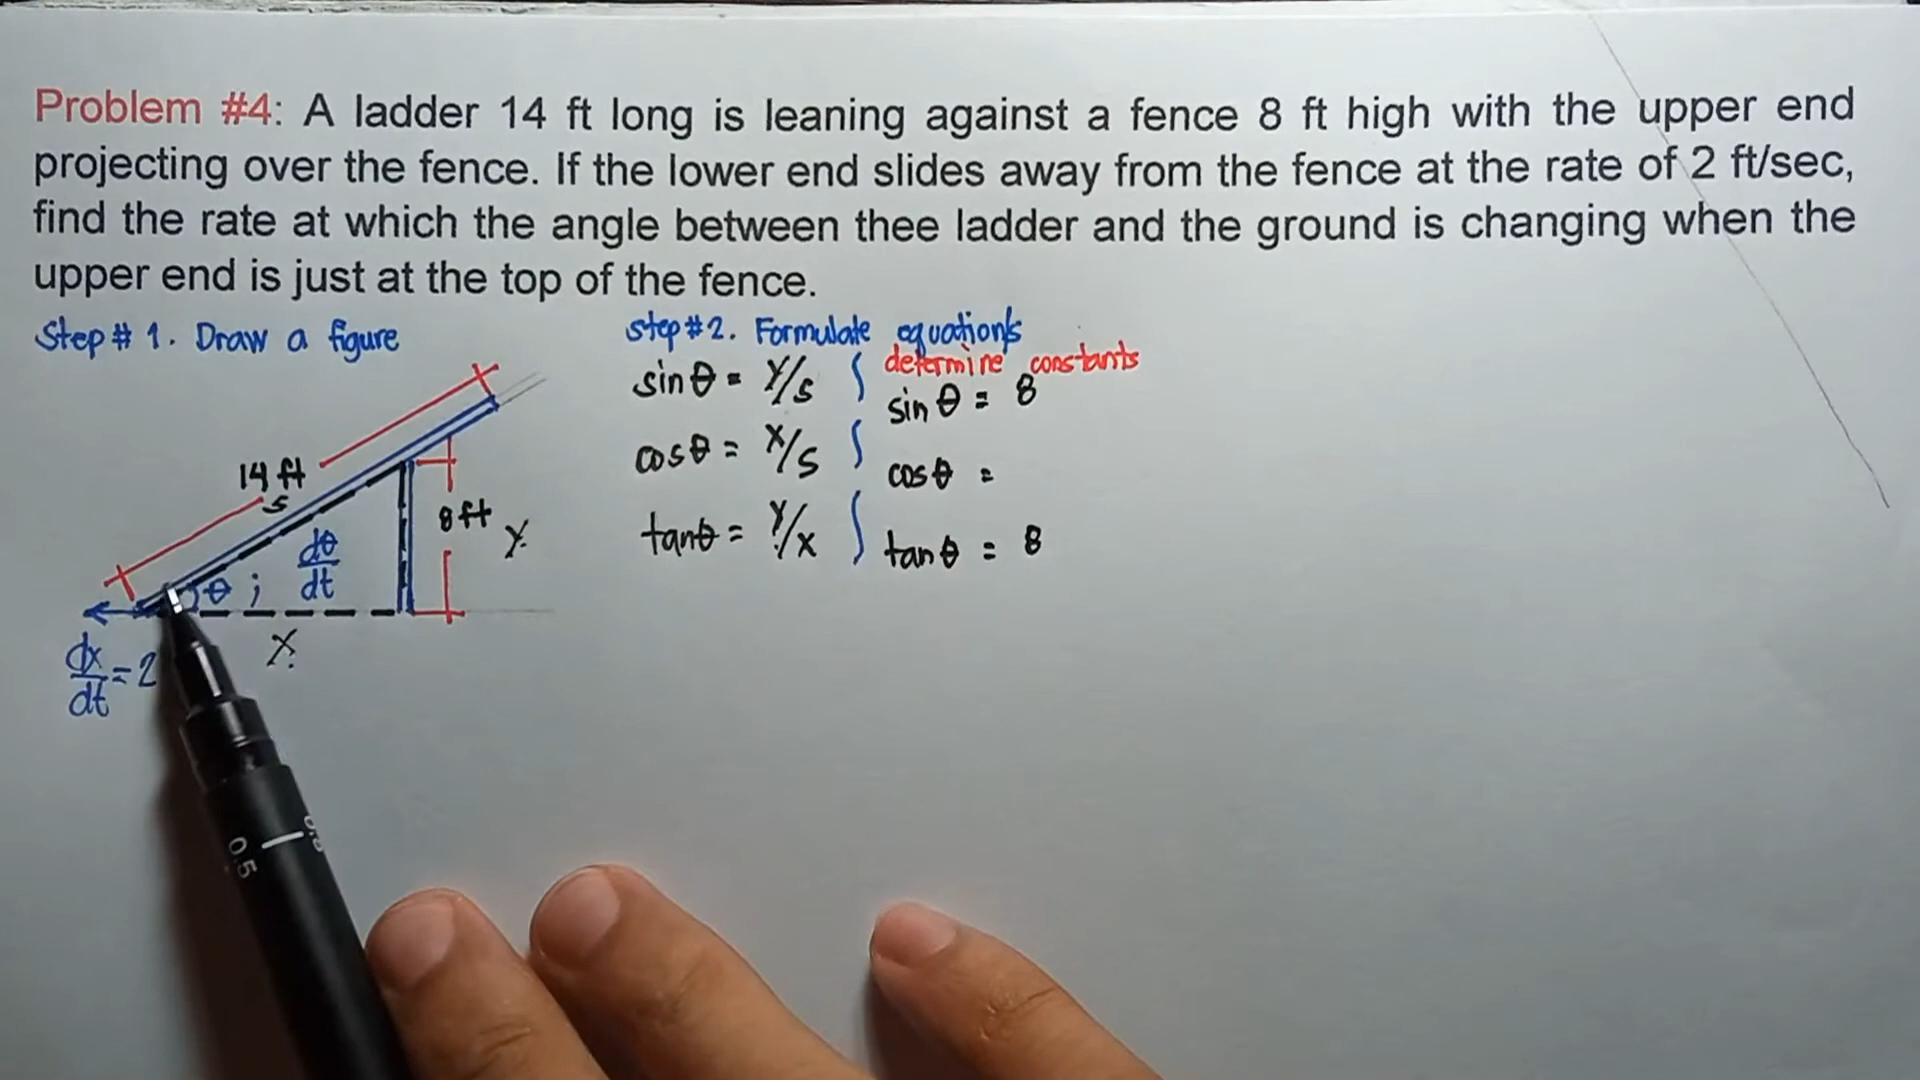 Problem #4: A ladder 14 ft long is leaning against a fence 8 ft high with the upper end
projecting over the fence. If the lower end slides away from the fence at the rate of 2 ft/sec,
find the rate at which the angle between thee ladder and the ground is changing when the
upper end is just at the top of the fence.
Step # 1. Draw a figure
14 ft
s
8 ft
y
θ ; dθ/dt
x
dx/dt = 2
Step #2. Formulate equation/s
sin θ = y/s
cos θ = x/s
tan θ = y/x
determine constants
sin θ = 8
cos θ =
tan θ = 8
0.5